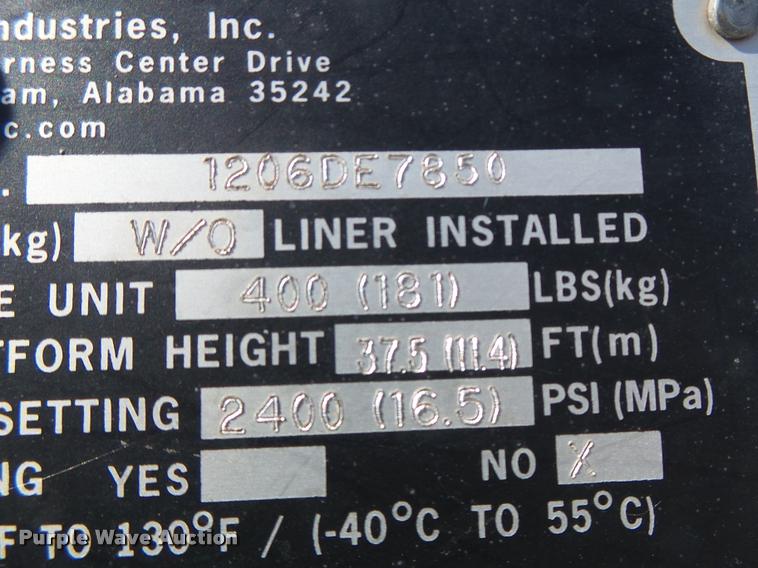 ndustries, Inc.
rness Center Drive
am, Alabama 35242
c.com
. 1206DE7850
kg) W/O LINER INSTALLED
E UNIT 400 (181) LBS(kg)
TFORM HEIGHT 37.5 (11.4) FT(m)
SETTING 2400 (16.5) PSI (MPa)
NG YES NO X
F TO 130°F / (-40°C TO 55°C)
Purple Wave Auction